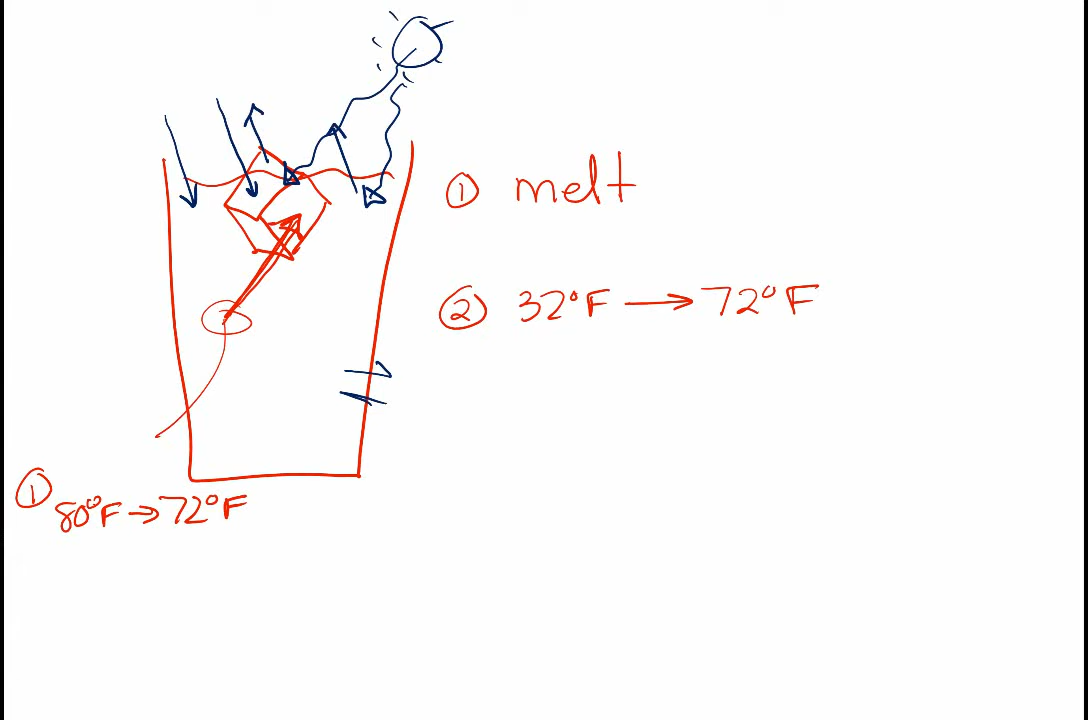 ① melt
② 32°F → 72°F
① 80°F → 72°F